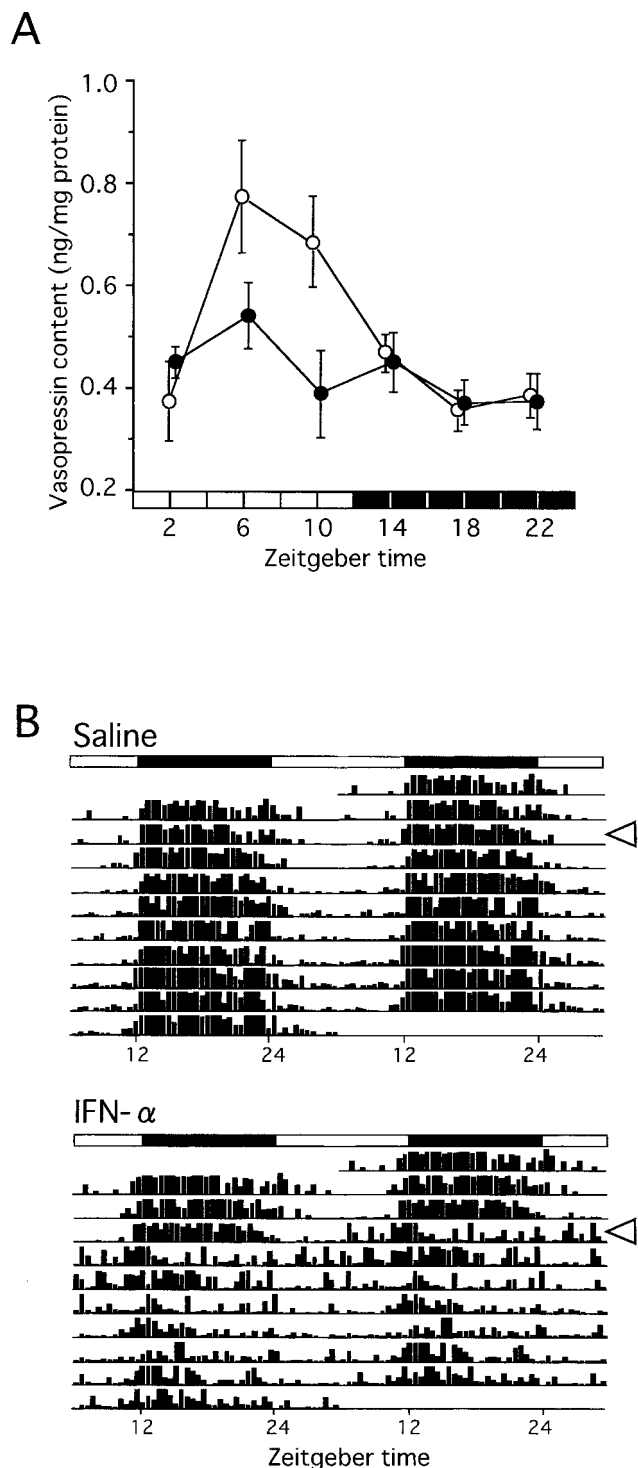 A
Vasopressin content (ng/mg protein)
1.0
0.8
0.6
0.4
0.2
2 6 10 14 18 22
Zeitgeber time
B
Saline
12 24 12 24
IFN- α
12 24 12 24
Zeitgeber time